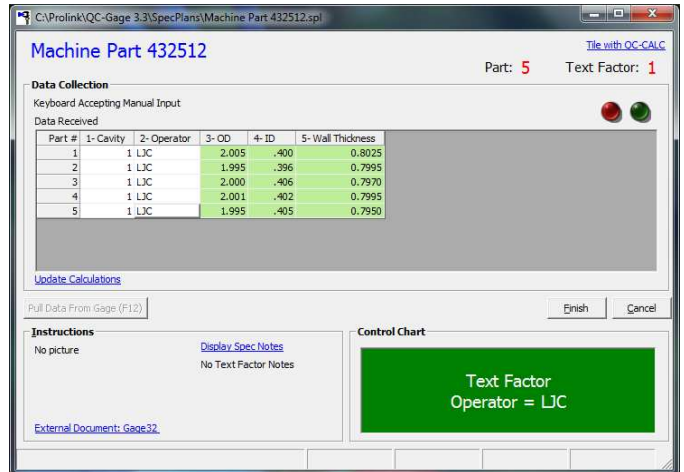 C:\Prolink\QC-Gage 3.3\SpecPlans\Machine Part 432512.spl
Machine Part 432512
Tile with QC-CALC
Part: 5 Text Factor: 1
Data Collection
Keyboard Accepting Manual Input
Data Received
Part # 1- Cavity 2- Operator 3- OD 4- ID 5- Wall Thickness
1 1 LJC 2.005 .400 0.8025
2 1 LJC 1.995 .396 0.7995
3 1 LJC 2.000 .406 0.7970
4 1 LJC 2.001 .402 0.7995
5 1 LJC 1.995 .405 0.7950
Update Calculations
Pull Data From Gage (F12)
Finish Cancel
Instructions
No picture
Display Spec Notes
No Text Factor Notes
External Document: Gage32
Control Chart
Text Factor
Operator = LJC